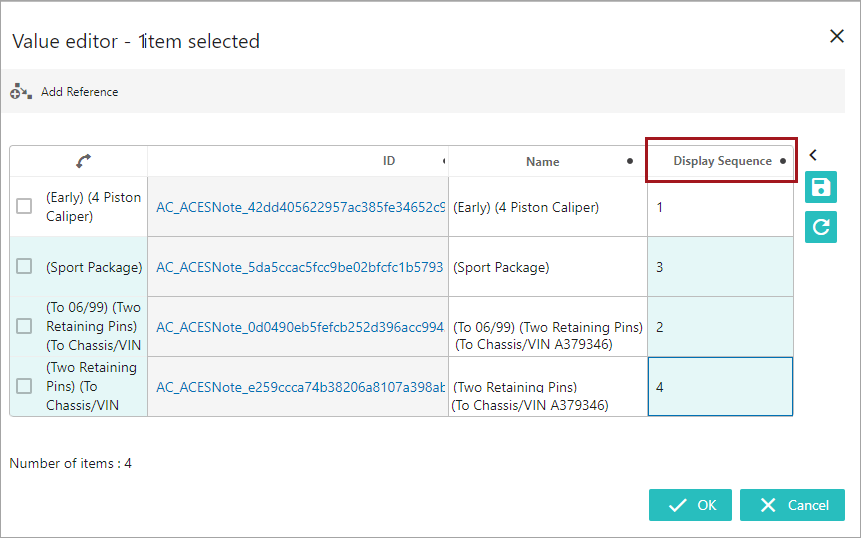 Value editor - 1item selected
Add Reference
ID Name Display Sequence
(Early) (4 Piston
Caliper)
AC_ACESNote_42dd405622957ac385fe34652c9
(Early) (4 Piston Caliper)
1
(Sport Package)
AC_ACESNote_5da5ccac5fcc9be02bfcfc1b5793
(Sport Package)
3
(To 06/99) (Two
Retaining Pins)
(To Chassis/VIN
AC_ACESNote_0d0490eb5fefcb252d396acc994
(To 06/99) (Two Retaining Pins)
(To Chassis/VIN A379346)
2
(Two Retaining
Pins) (To
Chassis/VIN
AC_ACESNote_e259ccca74b38206a8107a398ab
(Two Retaining Pins)
(To Chassis/VIN A379346)
4
Number of items : 4
OK Cancel